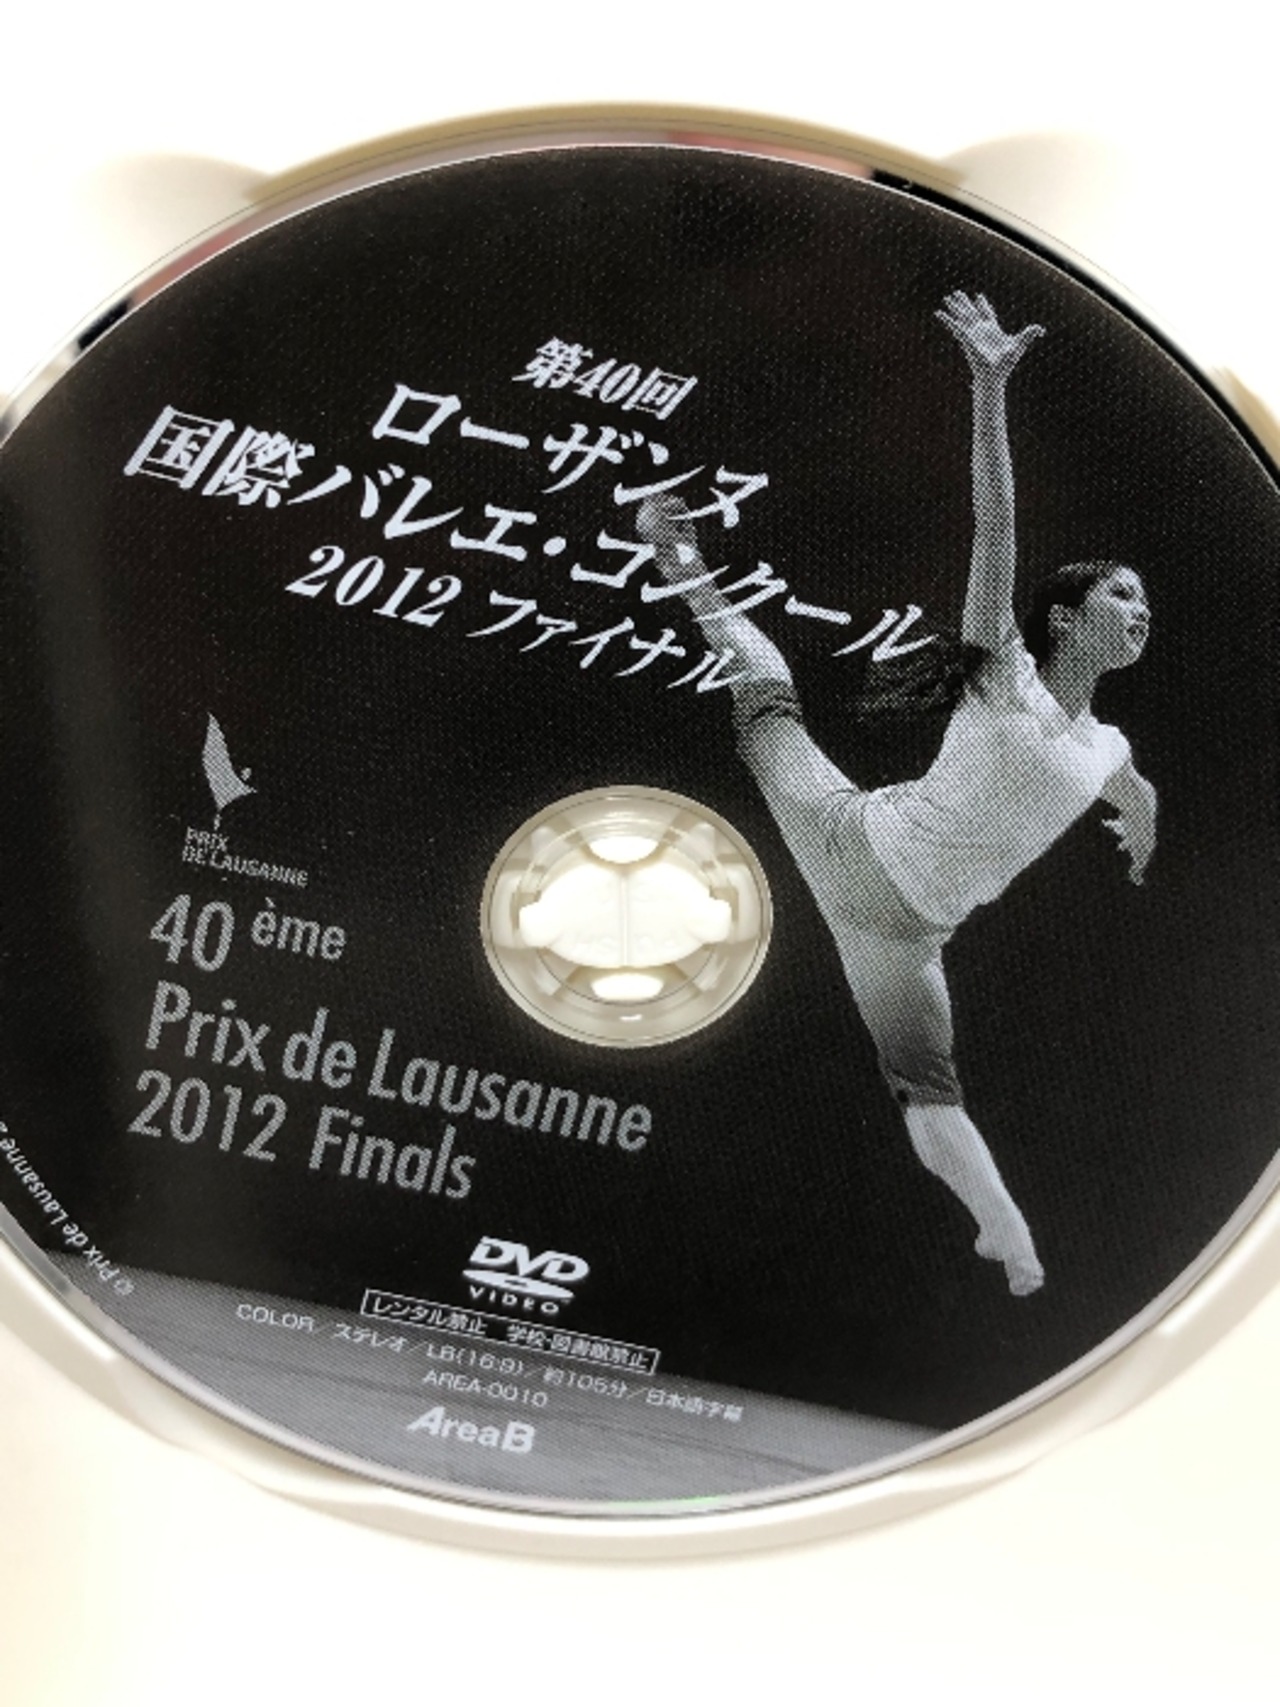 第40回
ローザンヌ
国際バレエ・コンクール
2012 ファイナル
PRIX
DE LAUSANNE
40 ème
Prix de Lausanne
2012 Finals
© Prix de Lausanne
DVD
VIDEO
レンタル禁止 学校・図書館禁止
COLOR／ステレオ／LB(16:9)／約105分／日本語字幕
AREA-0010
AreaB